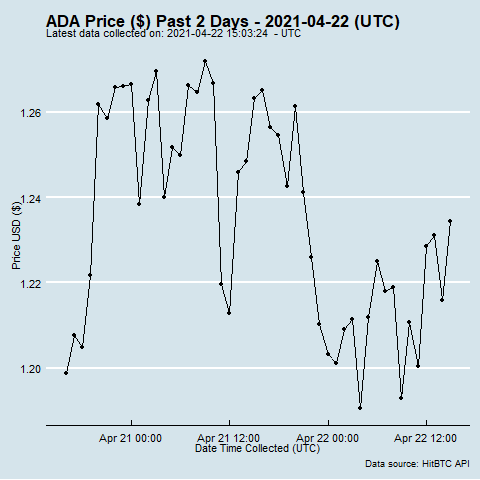 ADA Price ($) Past 2 Days - 2021-04-22 (UTC)
Latest data collected on: 2021-04-22 15:03:24 - UTC
1.26
1.24
1.22
1.20
Price USD ($)
Apr 21 00:00 Apr 21 12:00 Apr 22 00:00 Apr 22 12:00
Date Time Collected (UTC)
Data source: HitBTC API